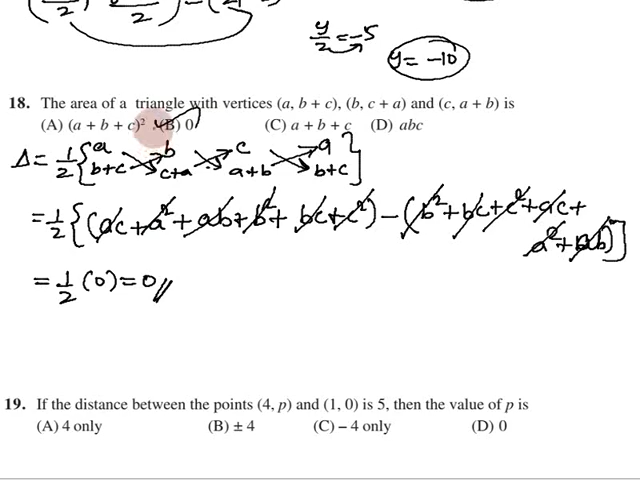 y/2 = -5
y = -10
18. The area of a triangle with vertices (a, b + c), (b, c + a) and (c, a + b) is
(A) (a + b + c)² (B) 0 (C) a + b + c (D) abc
Δ = 1/2 { a b c a }
b+c c+a a+b b+c ]
= 1/2 { (ac + a² + ab + b² + bc + c²) - (b² + bc + c² + ac +
a² + ab) ]
= 1/2 (0) = 0 //
19. If the distance between the points (4, p) and (1, 0) is 5, then the value of p is
(A) 4 only (B) ± 4 (C) – 4 only (D) 0